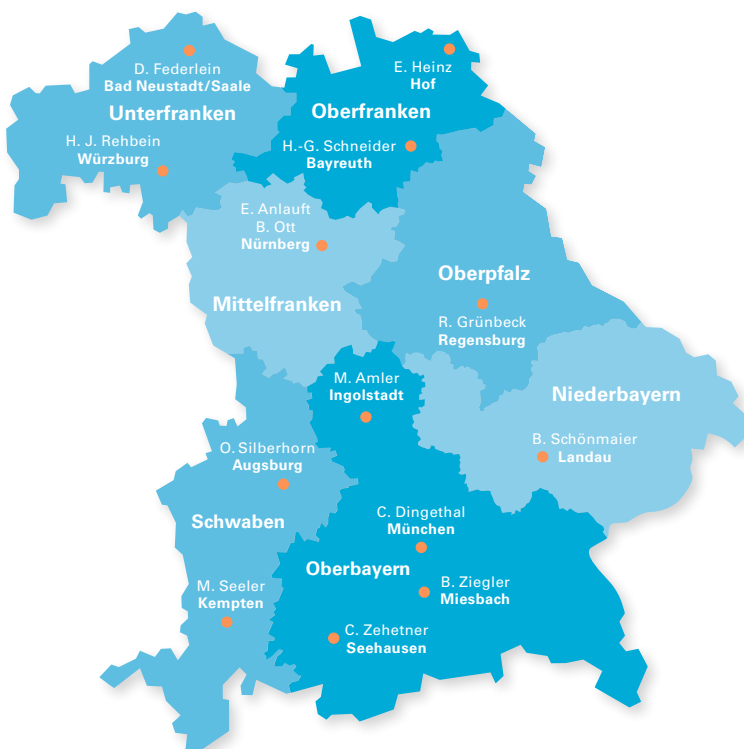 D. Federlein
Bad Neustadt/Saale
Unterfranken
H. J. Rehbein
Würzburg
E. Heinz
Hof
Oberfranken
H.-G. Schneider
Bayreuth
E. Anlauft
B. Ott
Nürnberg
Mittelfranken
Oberpfalz
R. Grünbeck
Regensburg
M. Amler
Ingolstadt
Niederbayern
B. Schönmaier
Landau
O. Silberhorn
Augsburg
Schwaben
M. Seeler
Kempten
C. Dingethal
München
Oberbayern
B. Ziegler
Miesbach
C. Zehetner
Seehausen